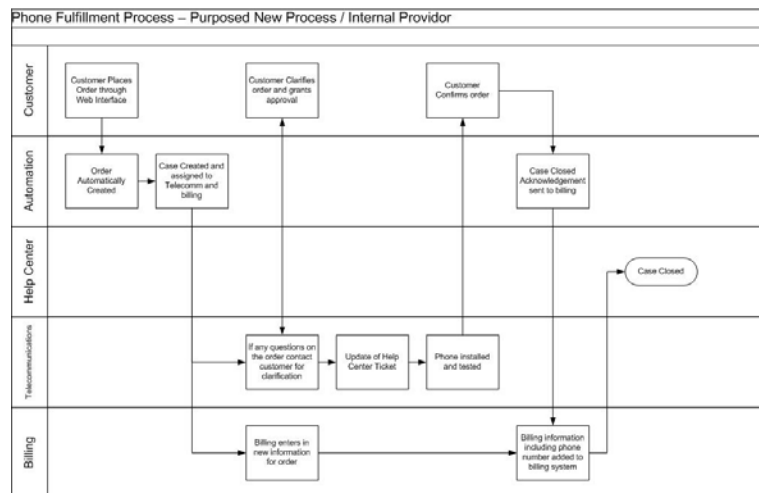 Phone Fulfillment Process – Purposed New Process / Internal Providor
Customer
Customer Places
Order through
Web Interface
Customer Clarifies
order and grants
approval
Customer
Confirms order
Automation
Order
Automatically
Created
Case Created and
assigned to
Telecomm and
billing
Case Closed
Acknowledgement
sent to billing
Help Center
Case Closed
Telecommunications
If any questions on
the order contact
customer for
clarification
Update of Help
Center Ticket
Phone installed
and tested
Billing
Billing enters in
new information
for order
Billing information
including phone
number added to
billing system